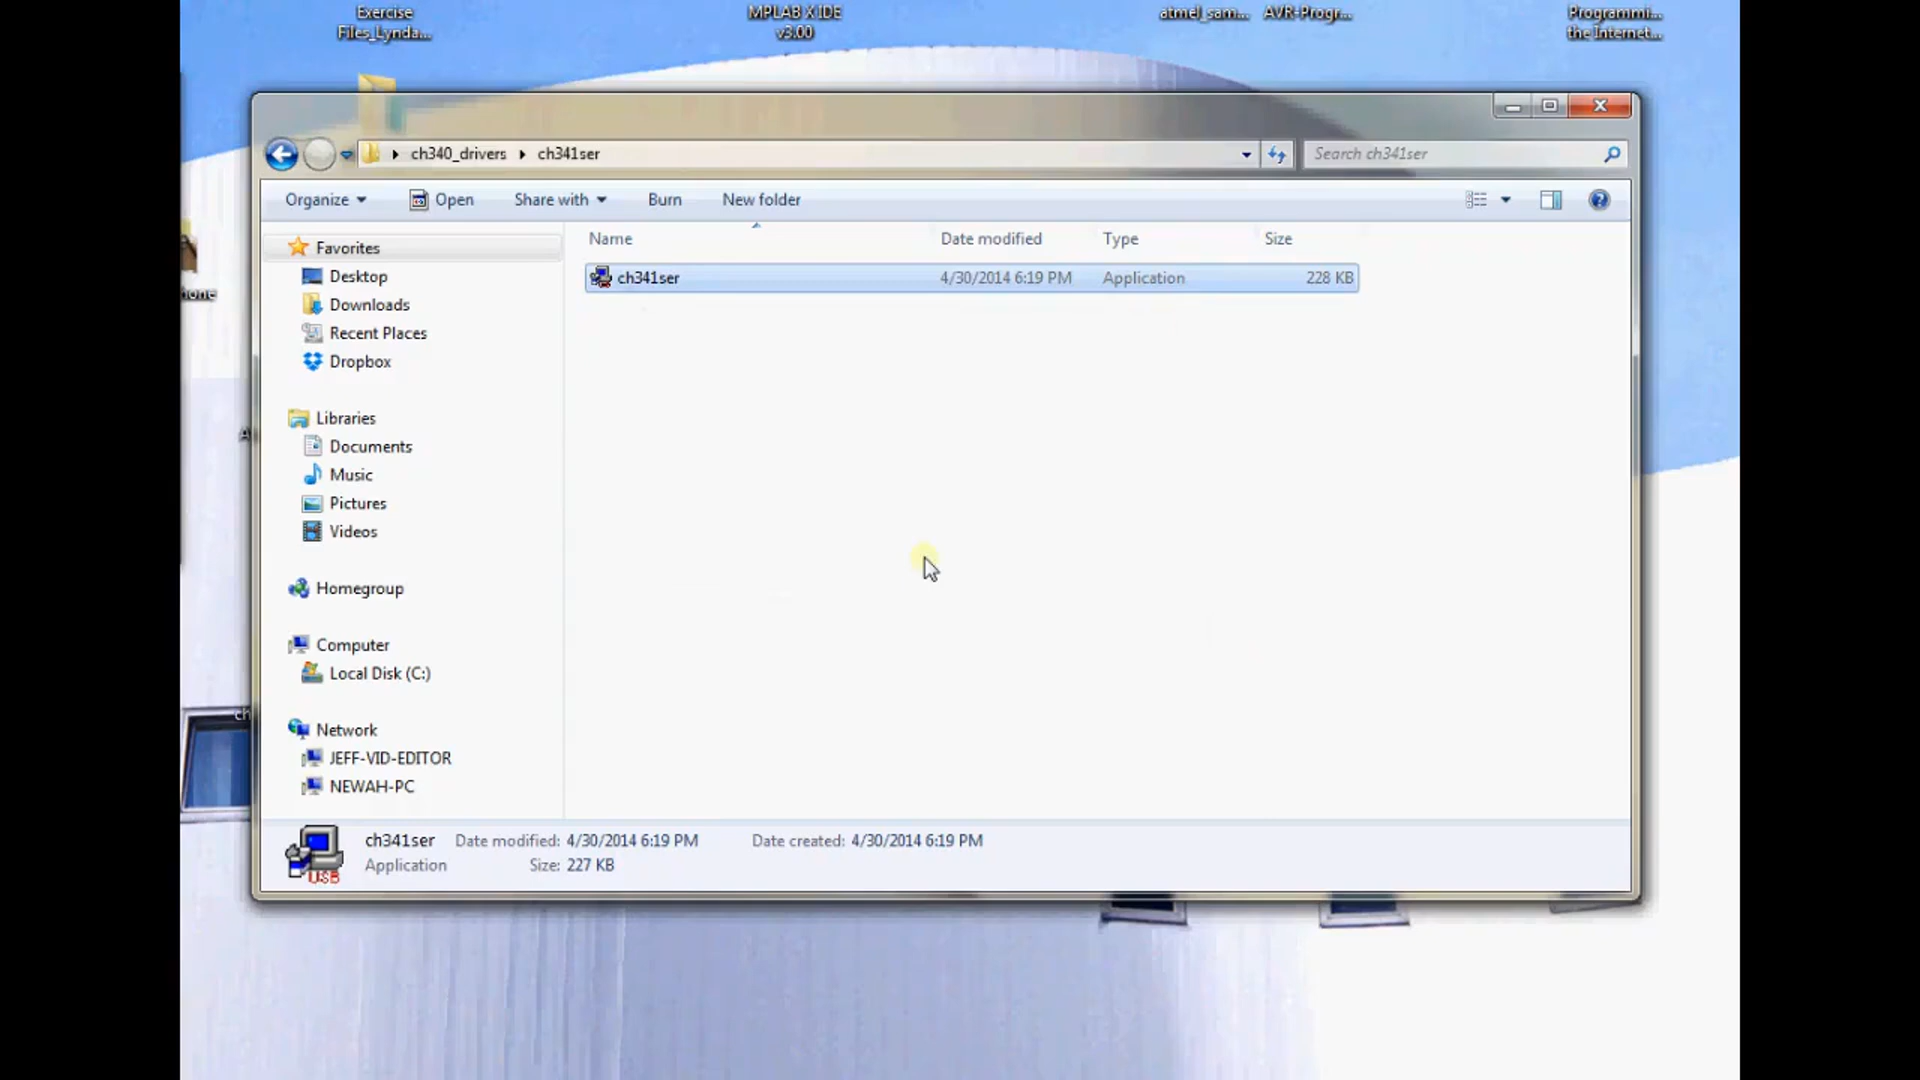 Exercise
Files_Lynda...
MPLAB X IDE
v3.00
atmel_sam...
AVR-Progr...
Programmi...
the Internet...
ch340_drivers
ch341ser
Search ch341ser
Organize
Open
Share with
Burn
New folder
Name
Date modified
Type
Size
ch341ser
4/30/2014 6:19 PM
Application
228 KB
Favorites
Desktop
Downloads
Recent Places
Dropbox
Libraries
Documents
Music
Pictures
Videos
Homegroup
Computer
Local Disk (C:)
Network
JEFF-VID-EDITOR
NEWAH-PC
hone
A
ch
ch341ser
Date modified: 4/30/2014 6:19 PM
Date created: 4/30/2014 6:19 PM
Application
Size: 227 KB
USB